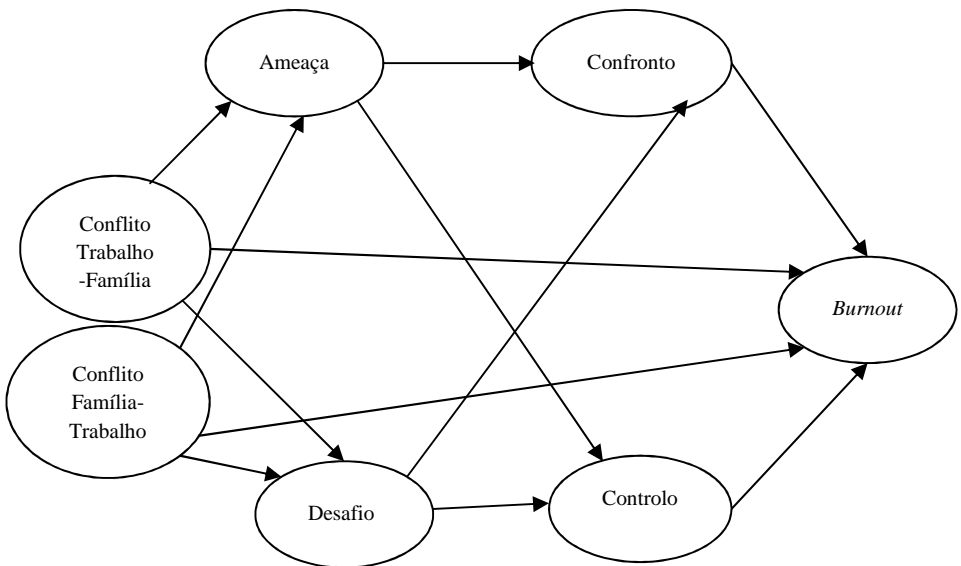 Ameaça
Confronto
Conflito
Trabalho
-Família
Burnout
Conflito
Família-
Trabalho
Desafio
Controlo